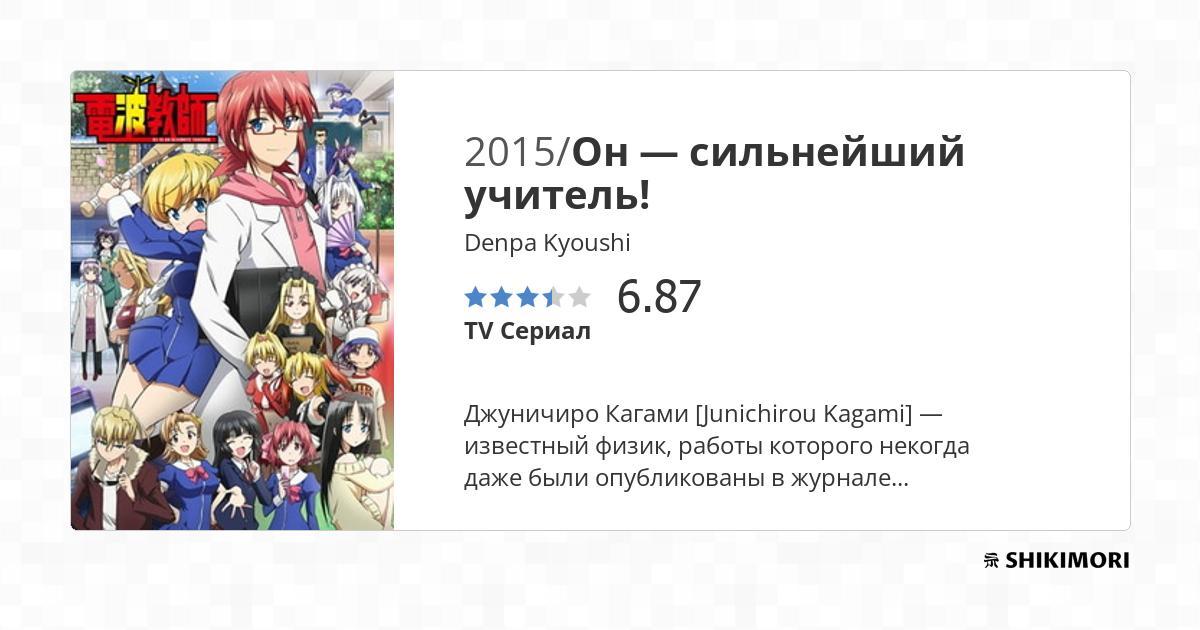 電波教師
2015/Он — сильнейший
учитель!
Denpa Kyoushi
6.87
TV Сериал
Джуничиро Кагами [Junichirou Kagami] —
известный физик, работы которого некогда
даже были опубликованы в журнале...
SHIKIMORI